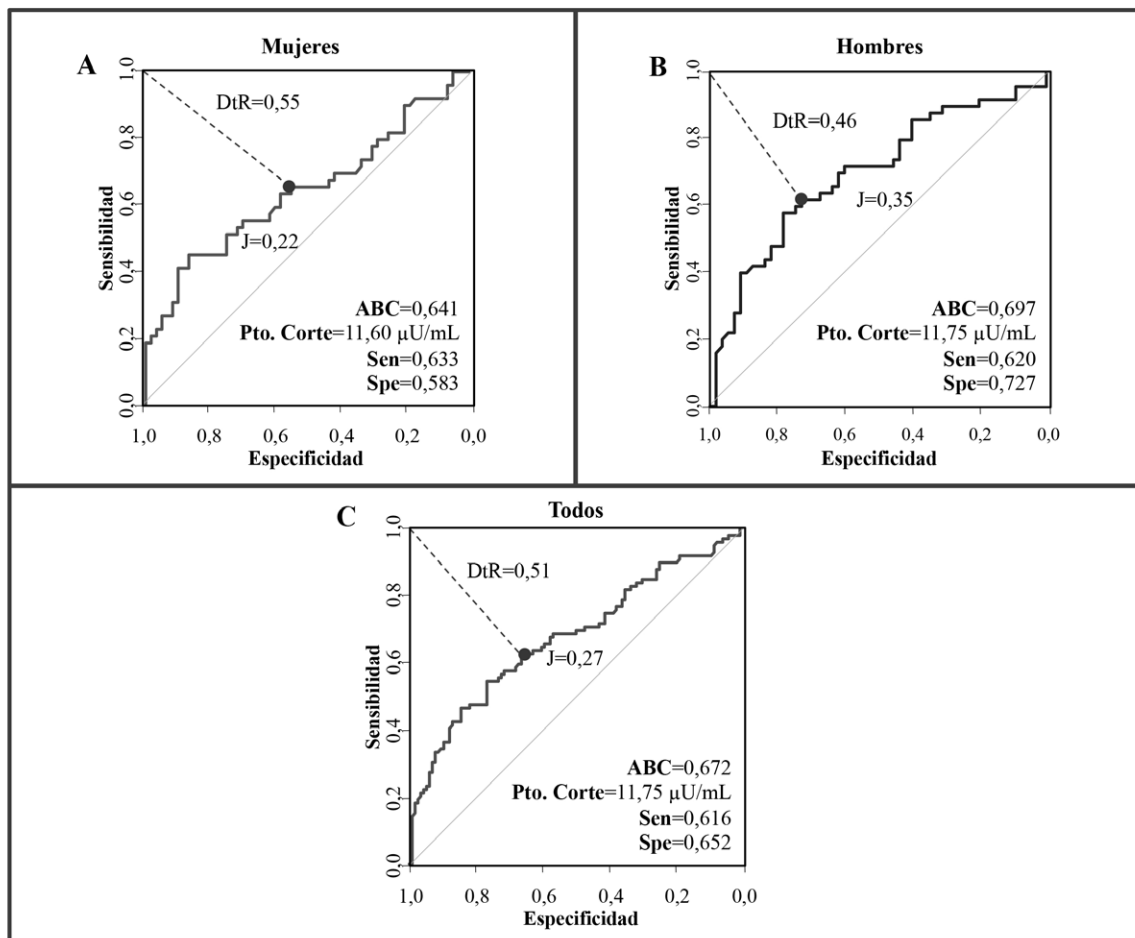 A
Mujeres
DtR=0,55
J=0,22
ABC=0,641
Pto. Corte=11,60 µU/mL
Sen=0,633
Spe=0,583
Sensibilidad
1,0
0,8
0,6
0,4
0,2
0,0
1,0 0,8 0,6 0,4 0,2 0,0
Especificidad
B
Hombres
DtR=0,46
J=0,35
ABC=0,697
Pto. Corte=11,75 µU/mL
Sen=0,620
Spe=0,727
Sensibilidad
1,0
0,8
0,6
0,4
0,2
0,0
1,0 0,8 0,6 0,4 0,2 0,0
Especificidad
C
Todos
DtR=0,51
J=0,27
ABC=0,672
Pto. Corte=11,75 µU/mL
Sen=0,616
Spe=0,652
Sensibilidad
1,0
0,8
0,6
0,4
0,2
0,0
1,0 0,8 0,6 0,4 0,2 0,0
Especificidad